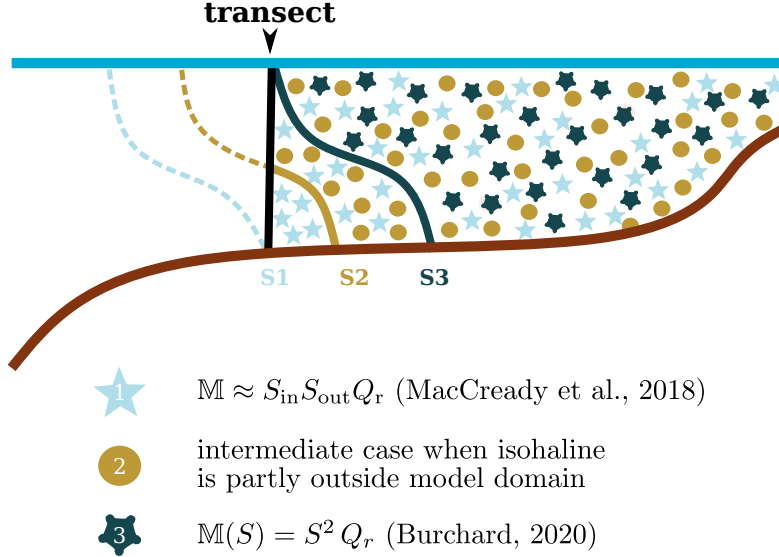 transect
S1 S2 S3
1 𝕄 ≈ S_in S_out Q_r (MacCready et al., 2018)
2 intermediate case when isohaline
is partly outside model domain
3 𝕄(S) = S² Q_r (Burchard, 2020)